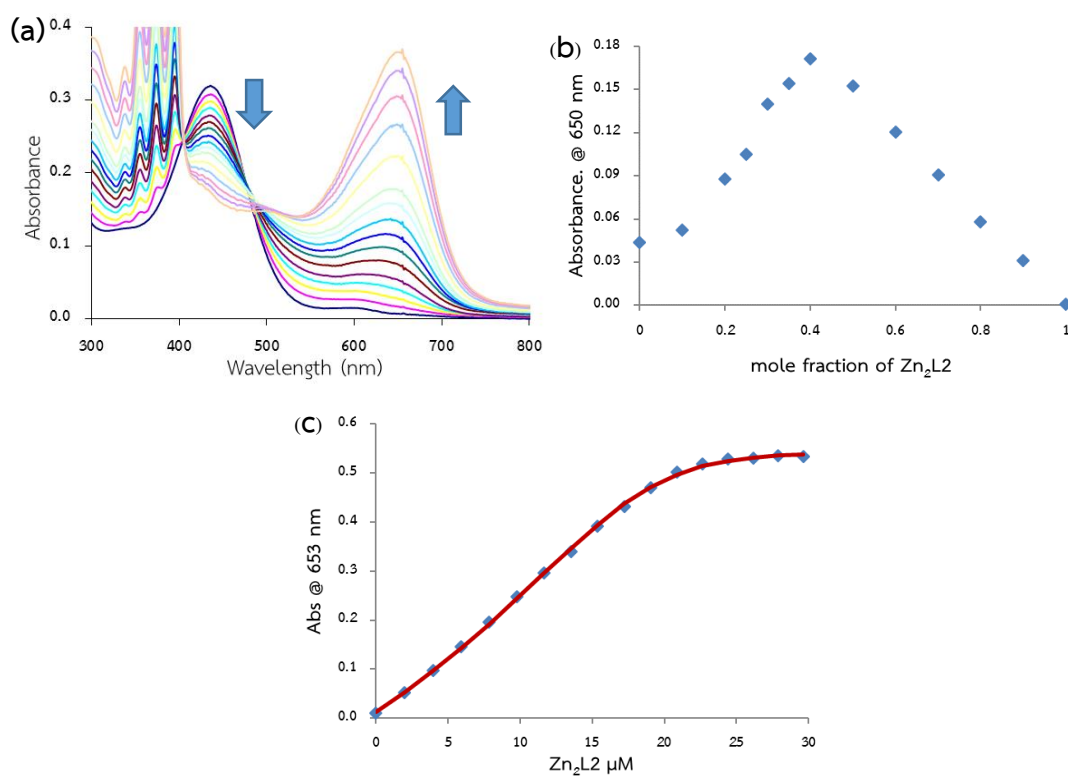 (a)
0.4
0.3
0.2
0.1
0.0
Absorbance
300 400 500 600 700 800
Wavelength (nm)
(b)
0.18
0.15
0.12
0.09
0.06
0.03
0.00
Absorbance. @ 650 nm
0 0.2 0.4 0.6 0.8 1
mole fraction of Zn₂L2
(c)
0.6
0.5
0.4
0.3
0.2
0.1
0.0
Abs @ 653 nm
0 5 10 15 20 25 30
Zn₂L2 µM